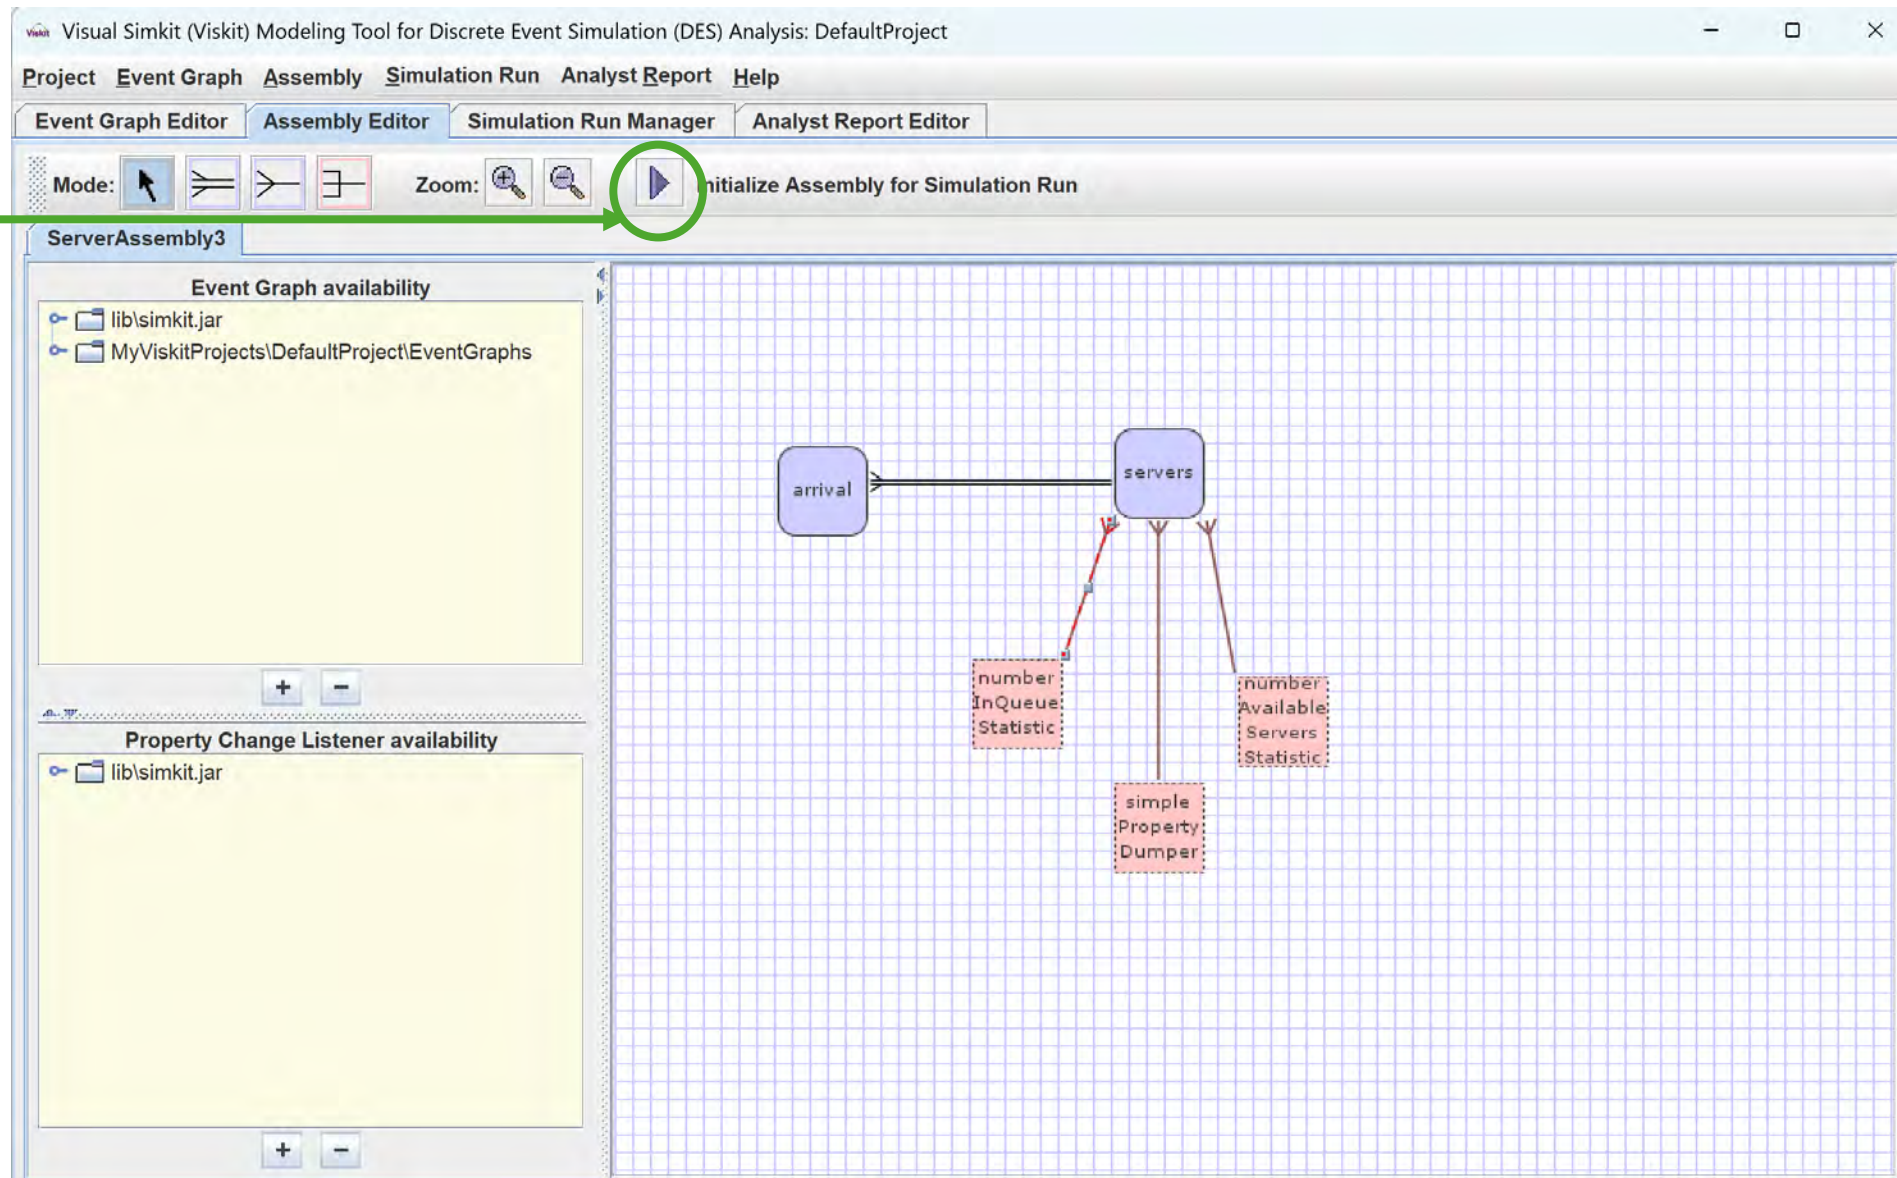 Viskit Visual Simkit (Viskit) Modeling Tool for Discrete Event Simulation (DES) Analysis: DefaultProject
Project Event Graph Assembly Simulation Run Analyst Report Help
Event Graph Editor Assembly Editor Simulation Run Manager Analyst Report Editor
Mode: Zoom: nitialize Assembly for Simulation Run
ServerAssembly3
Event Graph availability
lib\simkit.jar
MyViskitProjects\DefaultProject\EventGraphs
+ −
Property Change Listener availability
lib\simkit.jar
+ −
arrival
servers
number
InQueue
Statistic
simple
Property
Dumper
number
Available
Servers
Statistic